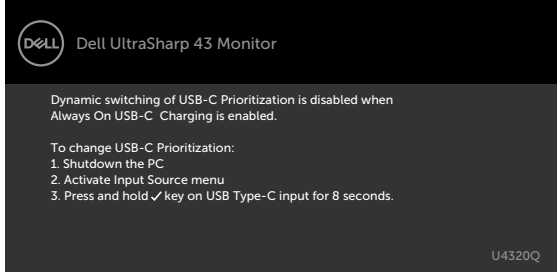 DELL
Dell UltraSharp 43 Monitor
Dynamic switching of USB-C Prioritization is disabled when
Always On USB-C  Charging is enabled.
To change USB-C Prioritization:
1. Shutdown the PC
2. Activate Input Source menu
3. Press and hold ✓ key on USB Type-C input for 8 seconds.
U4320Q